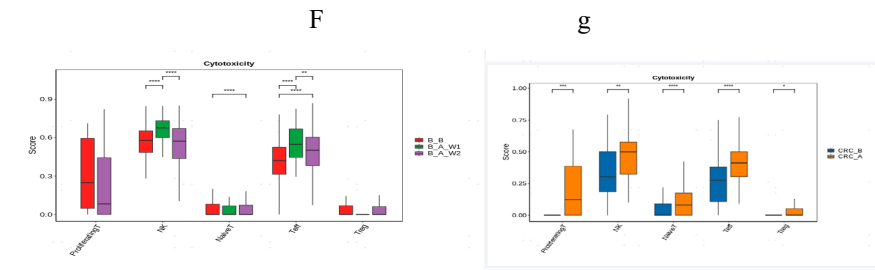 F g
Cytotoxicity
Score
0.9
0.6
0.3
0.0
**** **** **** **** ** ****
ProliferatingT NK NaiveT Teff Treg
B_B
B_A_W1
B_A_W2
Cytotoxicity
Score
1.00
0.75
0.50
0.25
0.00
*** ** **** **** *
ProliferatingT NK NaiveT Teff Treg
CRC_B
CRC_A